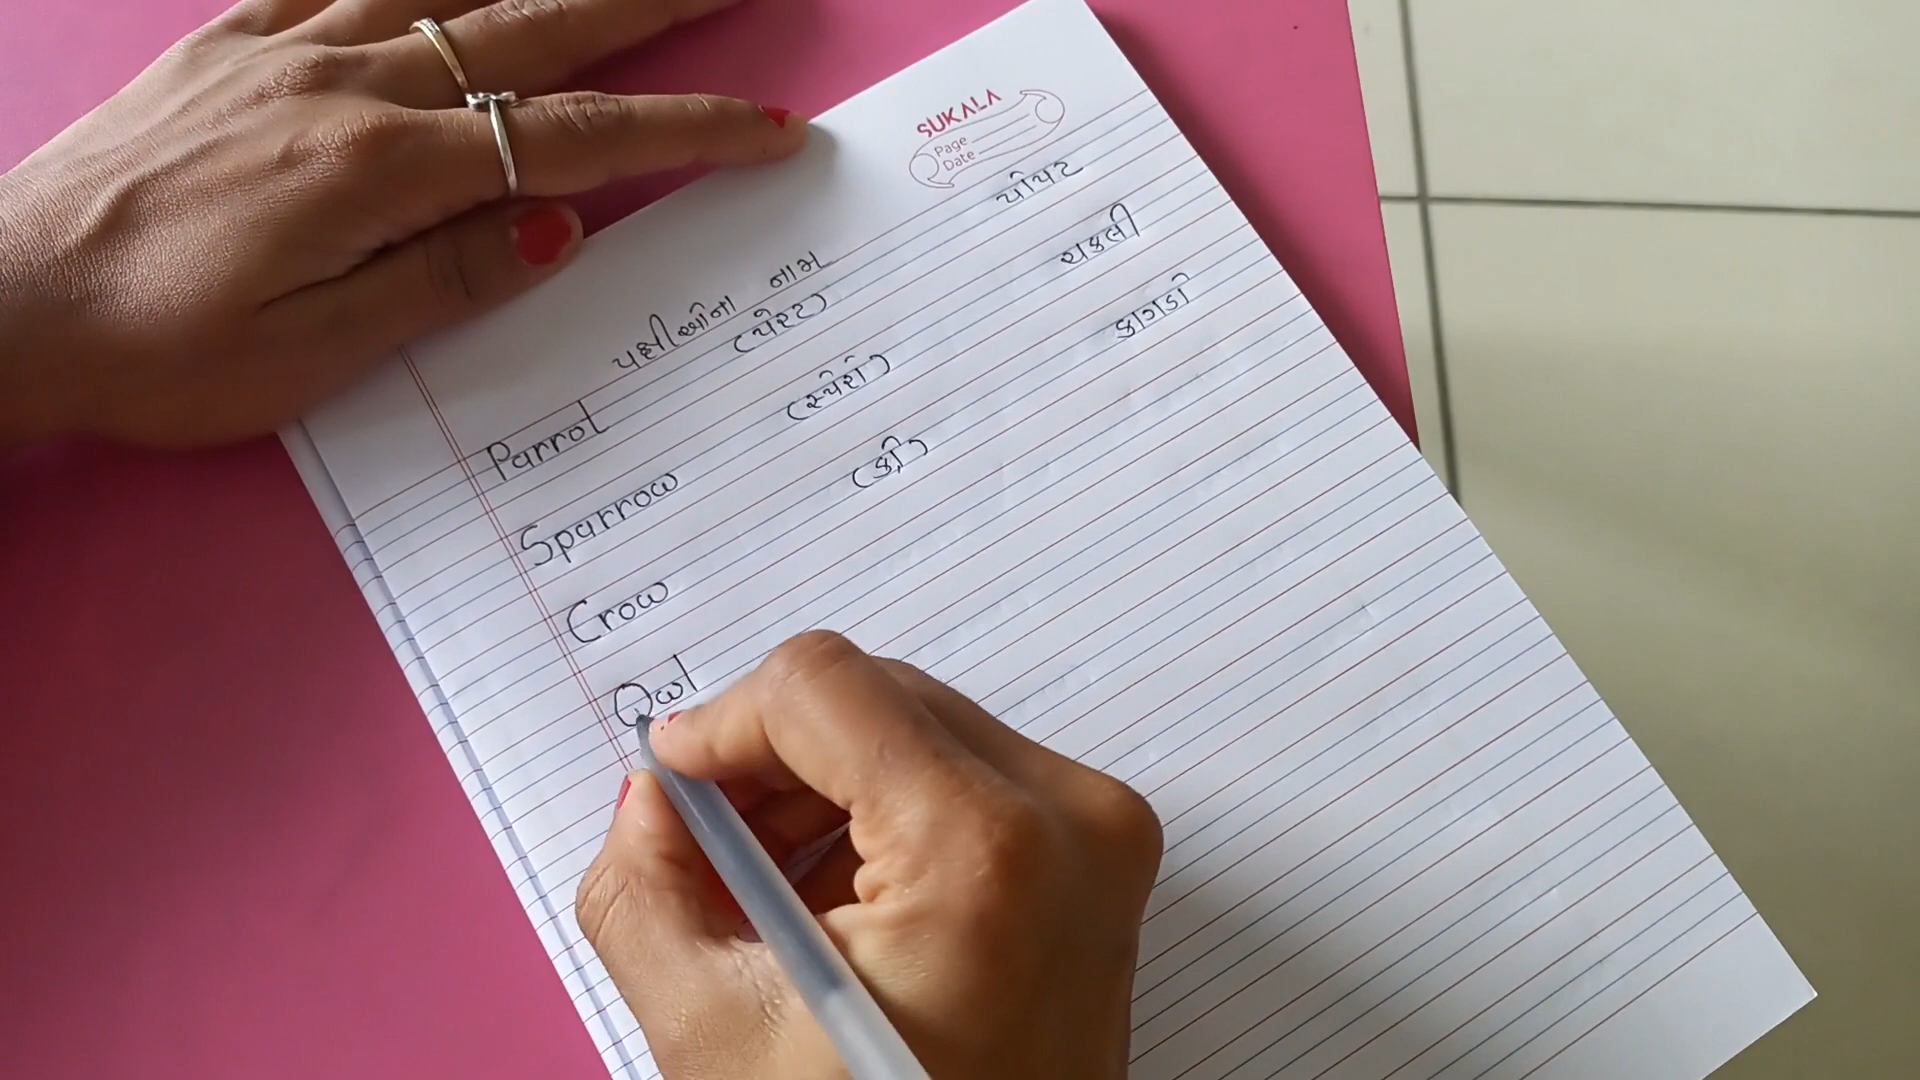 SUKALA
Page
Date
પક્ષીઓના નામ
Parrot (પેરટ) પોપટ
Sparrow (સ્પેરો) ચકલી
Crow (ક્રો) કાગડો
Owl